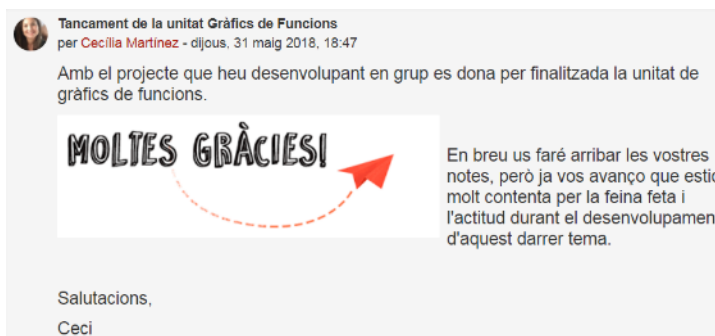 Tancament de la unitat Gràfics de Funcions
per Cecília Martínez - dijous, 31 maig 2018, 18:47
Amb el projecte que heu desenvolupant en grup es dona per finalitzada la unitat de
gràfics de funcions.
MOLTES GRÀCIES!
En breu us faré arribar les vostres
notes, però ja vos avanço que estic
molt contenta per la feina feta i
l'actitud durant el desenvolupamen
d'aquest darrer tema.
Salutacions,
Ceci